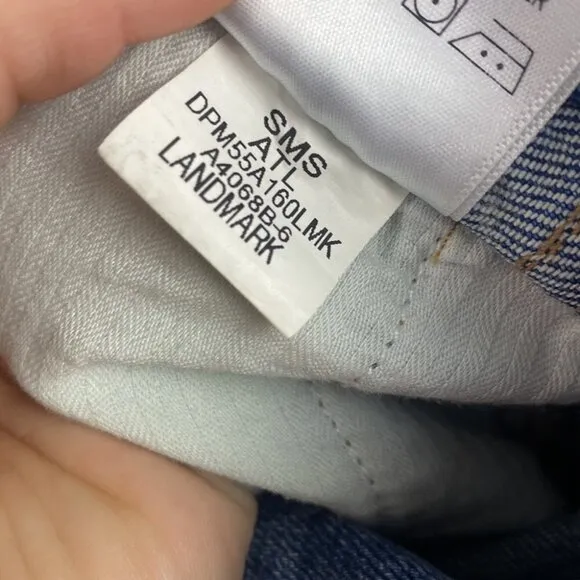 SMS
ATL
DPM55A160LMK
A4068B-6
LANDMARK